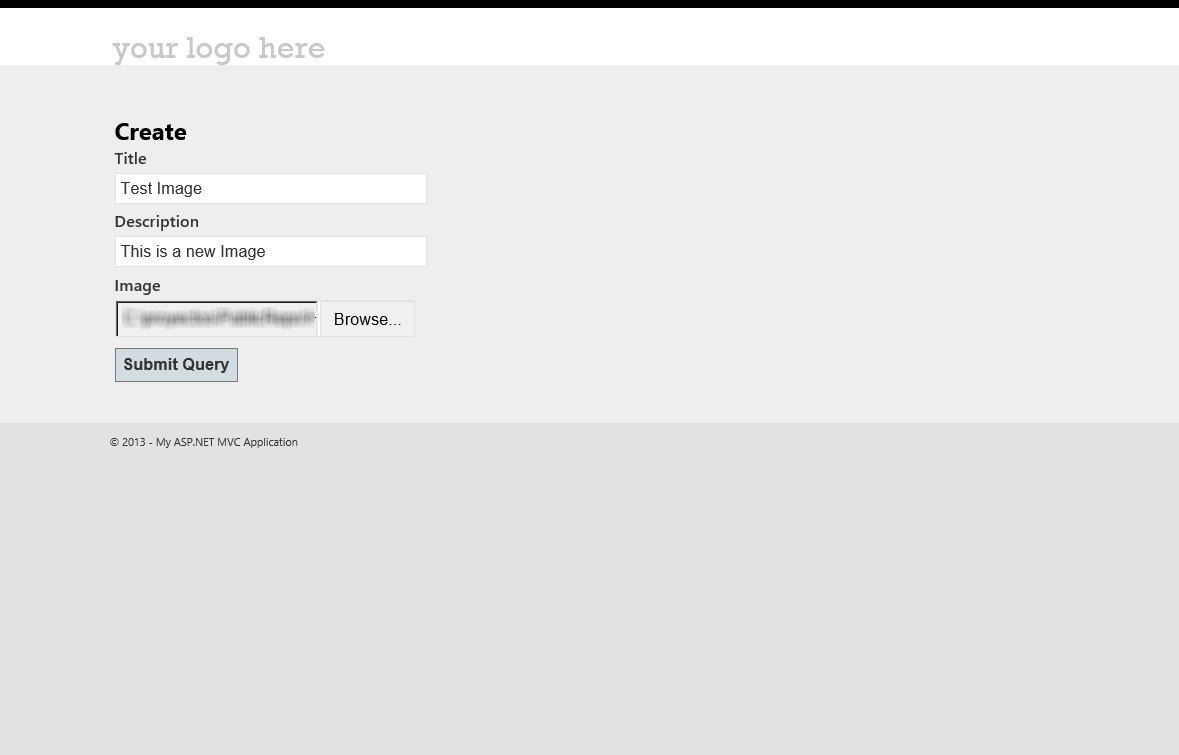 your logo here
Create
Title
Test Image
Description
This is a new Image
Image
Browse...
Submit Query
© 2013 - My ASP.NET MVC Application